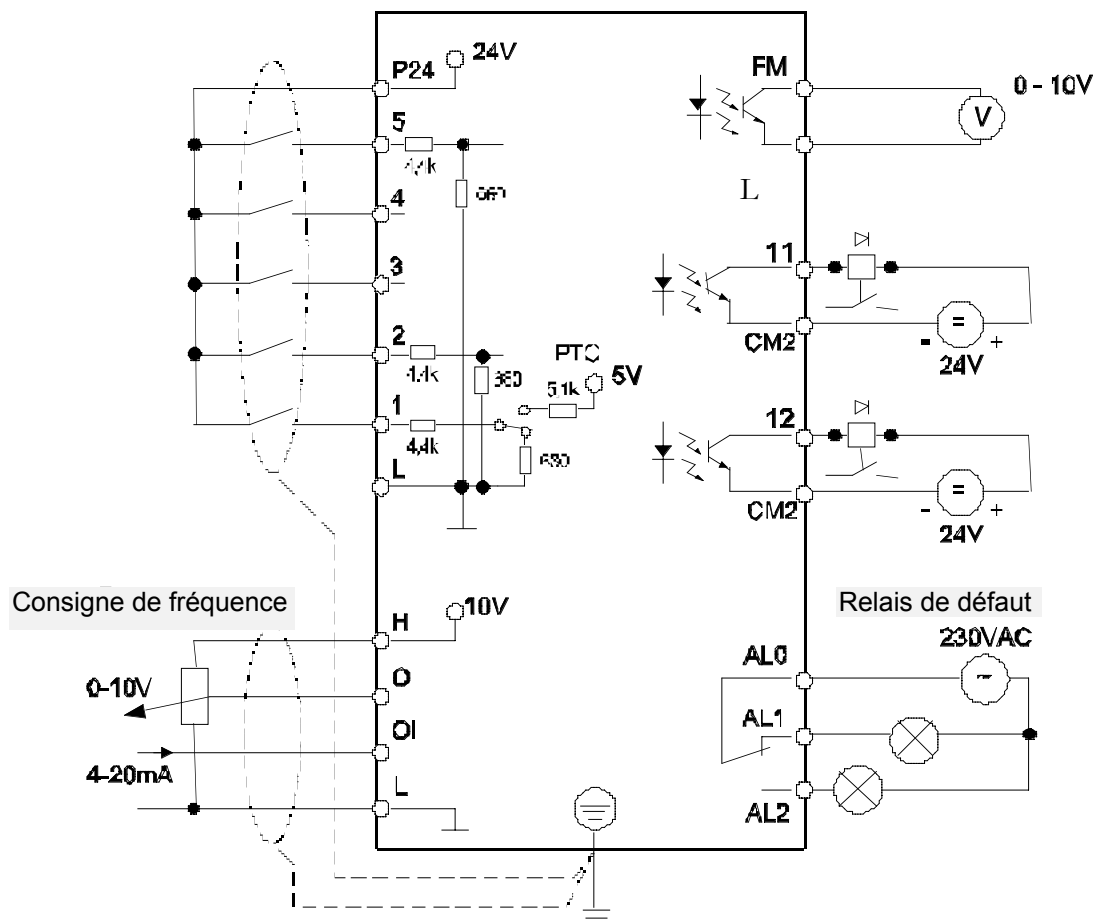 P24
24V
5
4,4k
4
3
2
4,4k
PTC
5V
5,1k
1
4,4k
680
L
Consigne de fréquence
H
10V
0-10V
O
OI
4-20mA
L
FM
0 - 10V
V
L
11
CM2
=
- +
24V
12
CM2
=
- +
24V
Relais de défaut
230VAC
AL0
~
AL1
AL2